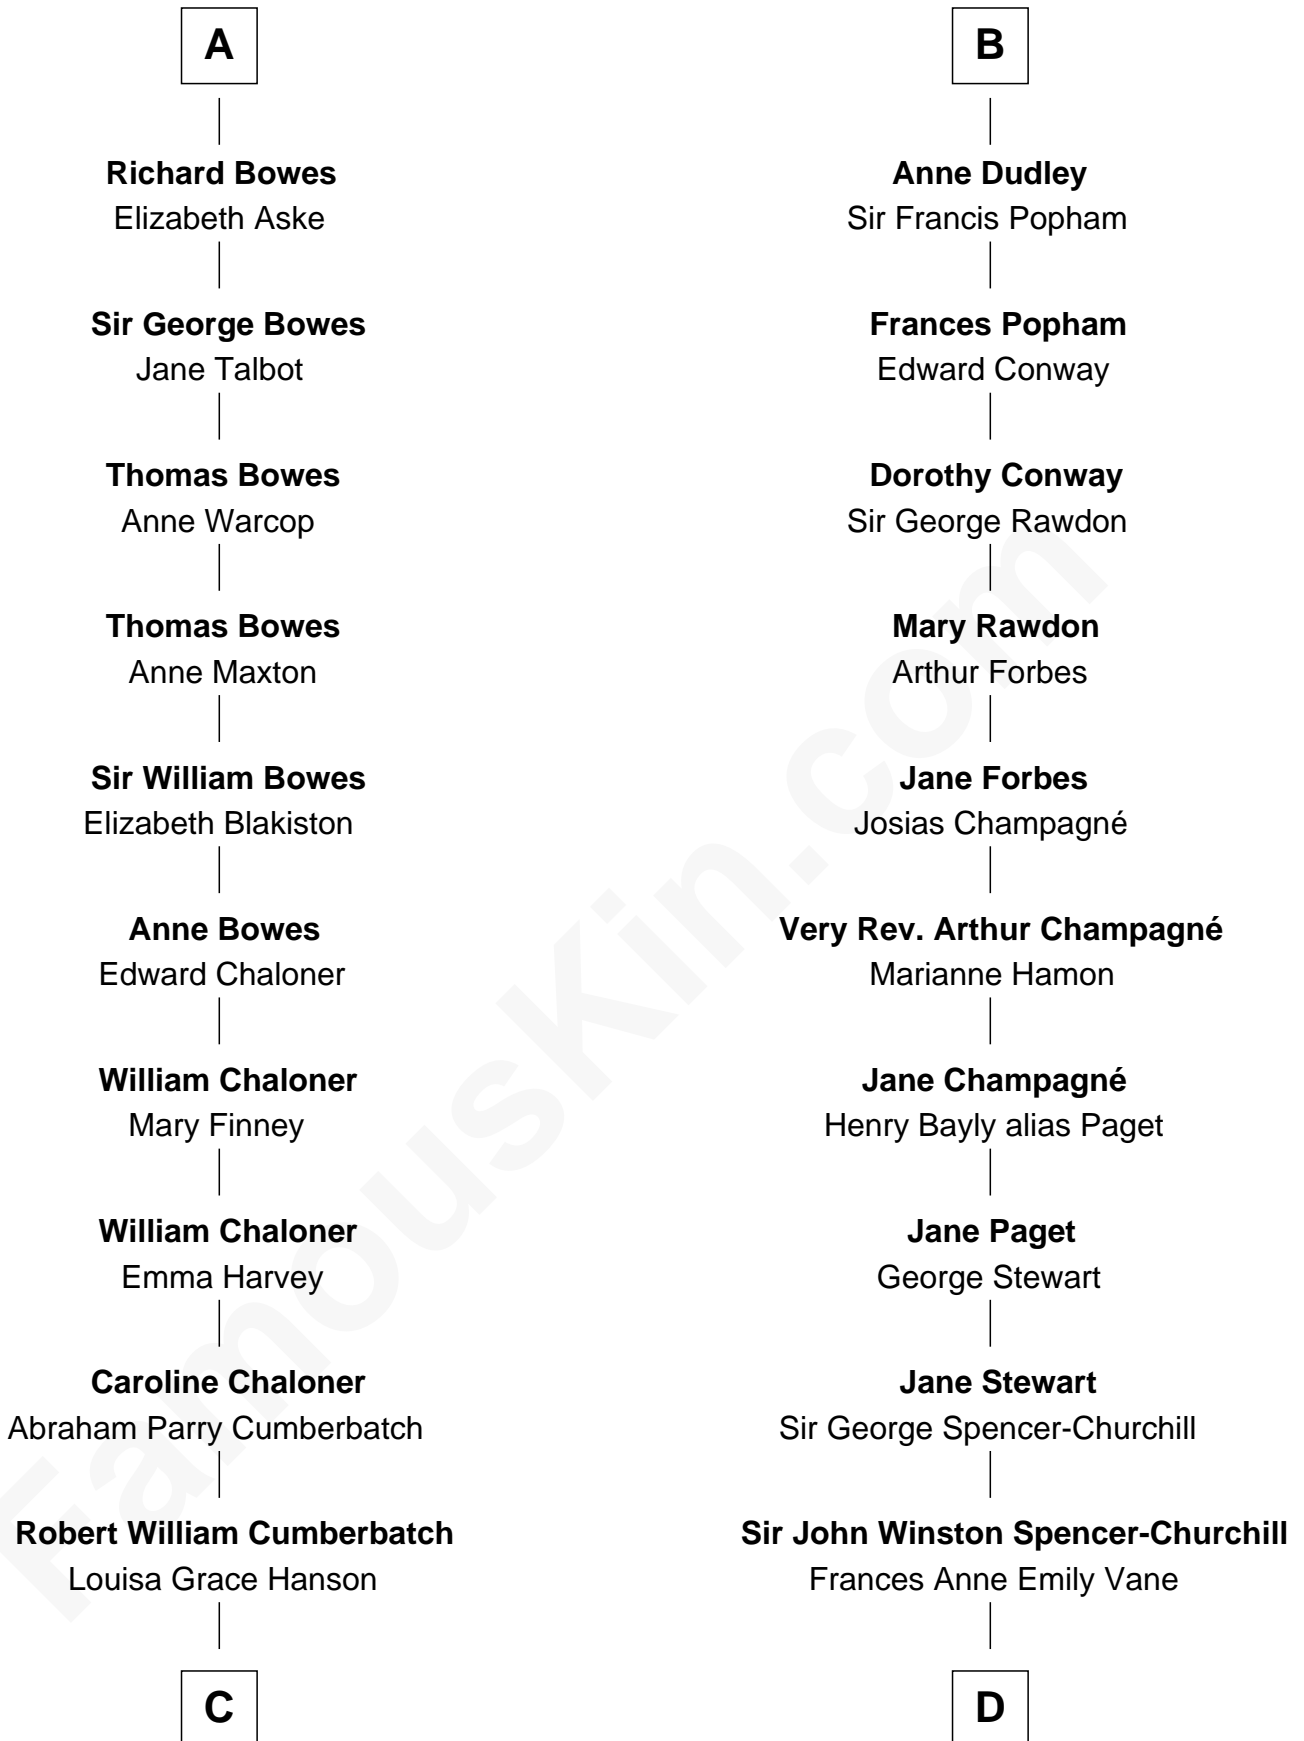 A
Richard Bowes
Elizabeth Aske
Sir George Bowes
Jane Talbot
Thomas Bowes
Anne Warcop
Thomas Bowes
Anne Maxton
Sir William Bowes
Elizabeth Blakiston
Anne Bowes
Edward Chaloner
William Chaloner
Mary Finney
William Chaloner
Emma Harvey
Caroline Chaloner
Abraham Parry Cumberbatch
Robert William Cumberbatch
Louisa Grace Hanson
C
B
Anne Dudley
Sir Francis Popham
Frances Popham
Edward Conway
Dorothy Conway
Sir George Rawdon
Mary Rawdon
Arthur Forbes
Jane Forbes
Josias Champagné
Very Rev. Arthur Champagné
Marianne Hamon
Jane Champagné
Henry Bayly alias Paget
Jane Paget
George Stewart
Jane Stewart
Sir George Spencer-Churchill
Sir John Winston Spencer-Churchill
Frances Anne Emily Vane
D
FamousKin.com